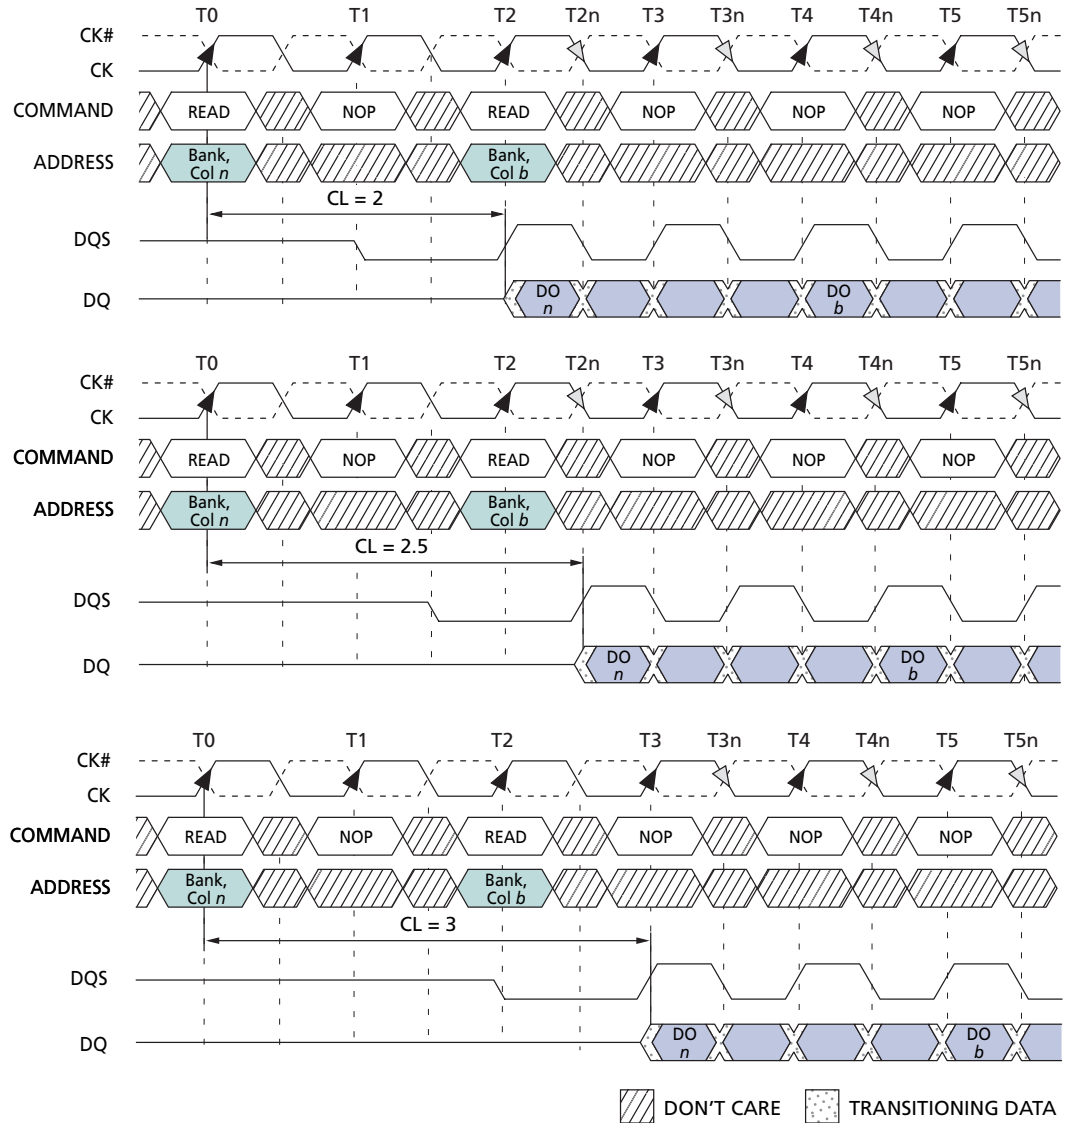 T0 T1 T2 T2n T3 T3n T4 T4n T5 T5n
CK#
CK
COMMAND READ NOP READ NOP NOP NOP
ADDRESS Bank, Col n Bank, Col b
CL = 2
DQS
DQ DO n DO b
T0 T1 T2 T2n T3 T3n T4 T4n T5 T5n
CK#
CK
COMMAND READ NOP READ NOP NOP NOP
ADDRESS Bank, Col n Bank, Col b
CL = 2.5
DQS
DQ DO n DO b
T0 T1 T2 T3 T3n T4 T4n T5 T5n
CK#
CK
COMMAND READ NOP READ NOP NOP NOP
ADDRESS Bank, Col n Bank, Col b
CL = 3
DQS
DQ DO n DO b
DON'T CARE TRANSITIONING DATA